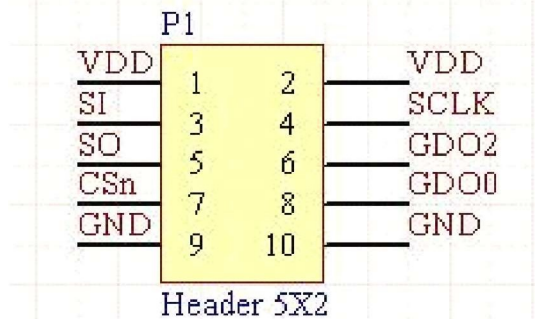 P1
VDD 1 2 VDD
SI 3 4 SCLK
SO 5 6 GDO2
CSn 7 8 GDO0
GND 9 10 GND
Header 5X2